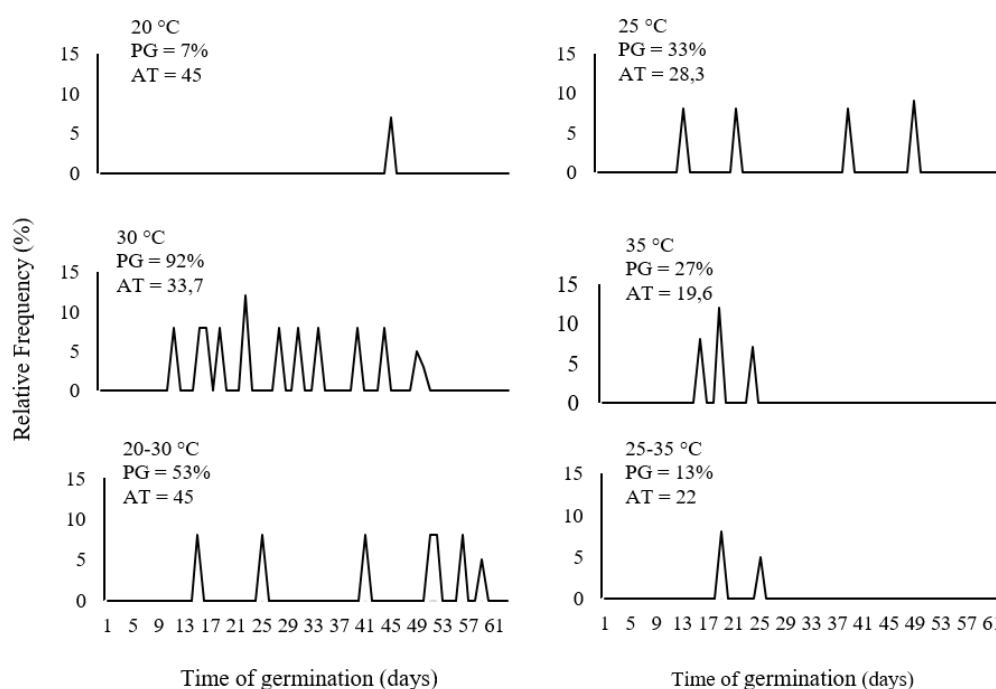 20 °C
PG = 7%
AT = 45
15
10
5
0
25 °C
PG = 33%
AT = 28,3
15
10
5
0
Relative Frequency (%)
30 °C
PG = 92%
AT = 33,7
15
10
5
0
35 °C
PG = 27%
AT = 19,6
15
10
5
0
20-30 °C
PG = 53%
AT = 45
15
10
5
0
1 5 9 13 17 21 25 29 33 37 41 45 49 53 57 61
Time of germination (days)
25-35 °C
PG = 13%
AT = 22
15
10
5
0
1 5 9 13 17 21 25 29 33 37 41 45 49 53 57 61
Time of germination (days)